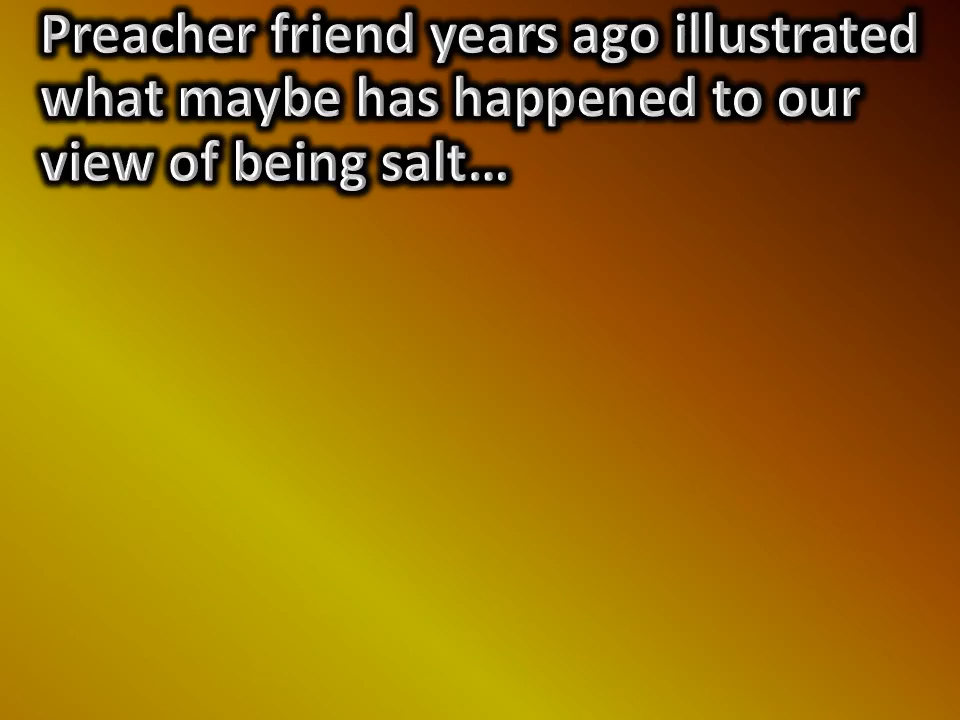 Preacher friend years ago illustrated
what maybe has happened to our
view of being salt…